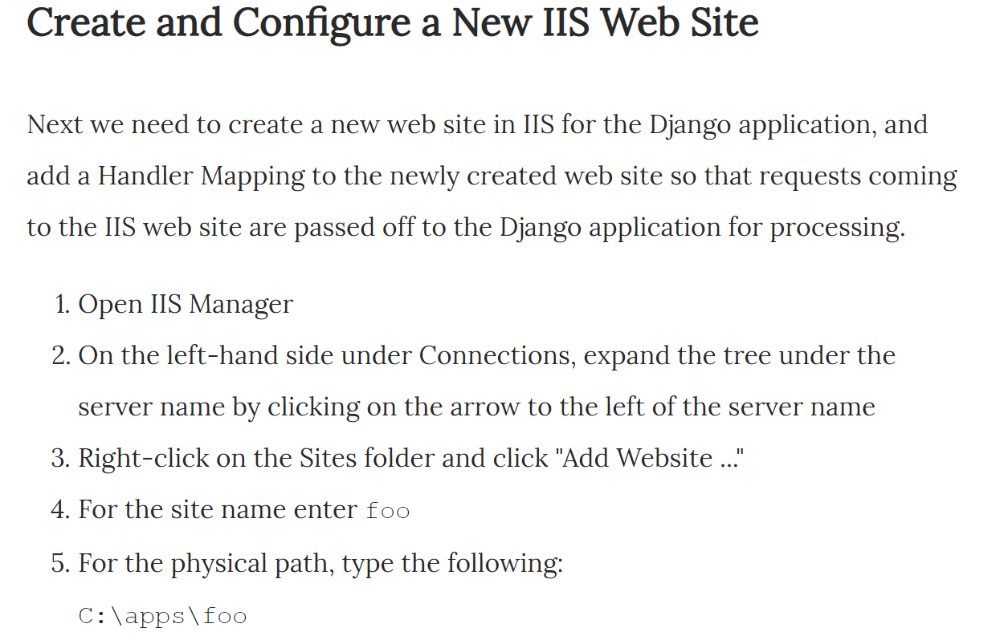 Create and Configure a New IIS Web Site
Next we need to create a new web site in IIS for the Django application, and
add a Handler Mapping to the newly created web site so that requests coming
to the IIS web site are passed off to the Django application for processing.
1. Open IIS Manager
2. On the left-hand side under Connections, expand the tree under the
server name by clicking on the arrow to the left of the server name
3. Right-click on the Sites folder and click "Add Website ..."
4. For the site name enter foo
5. For the physical path, type the following:
C:\apps\foo